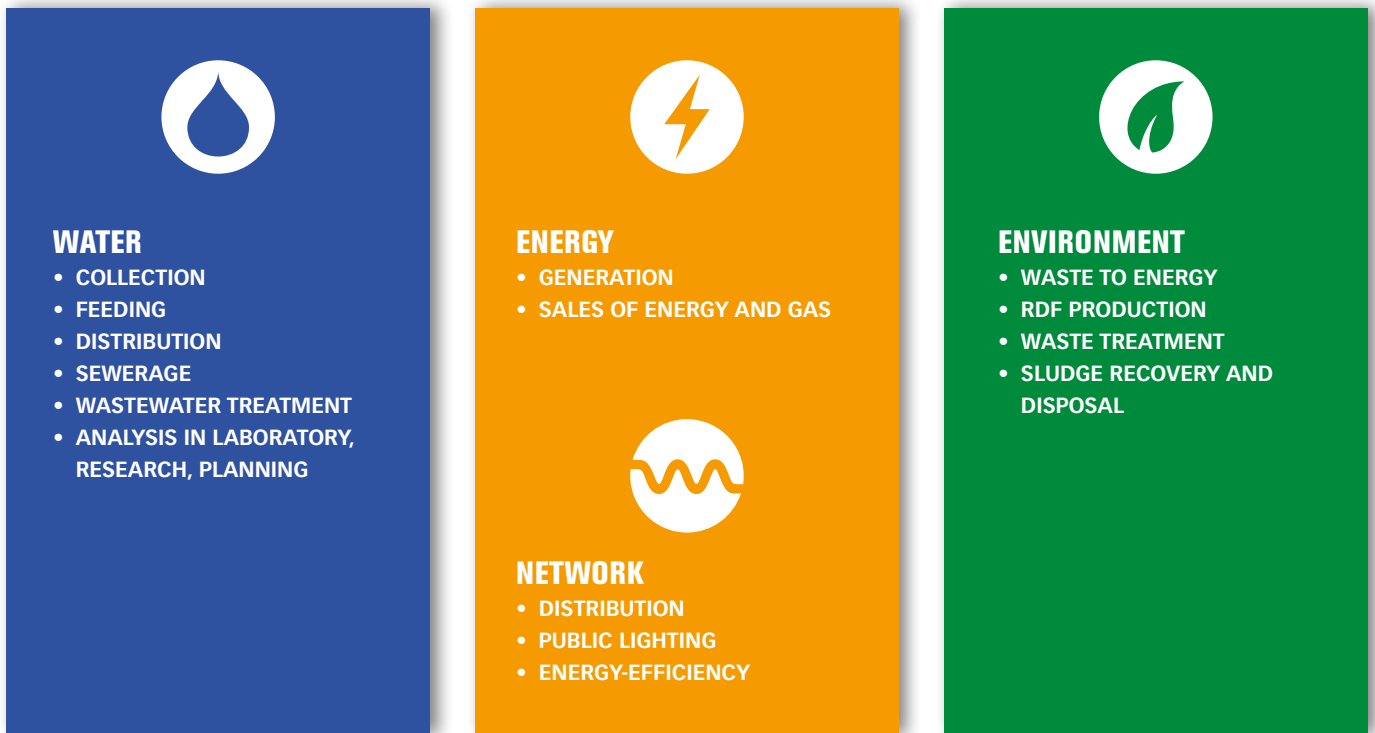 WATER
• COLLECTION
• FEEDING
• DISTRIBUTION
• SEWERAGE
• WASTEWATER TREATMENT
• ANALYSIS IN LABORATORY,
RESEARCH, PLANNING
ENERGY
• GENERATION
• SALES OF ENERGY AND GAS
NETWORK
• DISTRIBUTION
• PUBLIC LIGHTING
• ENERGY-EFFICIENCY
ENVIRONMENT
• WASTE TO ENERGY
• RDF PRODUCTION
• WASTE TREATMENT
• SLUDGE RECOVERY AND
DISPOSAL